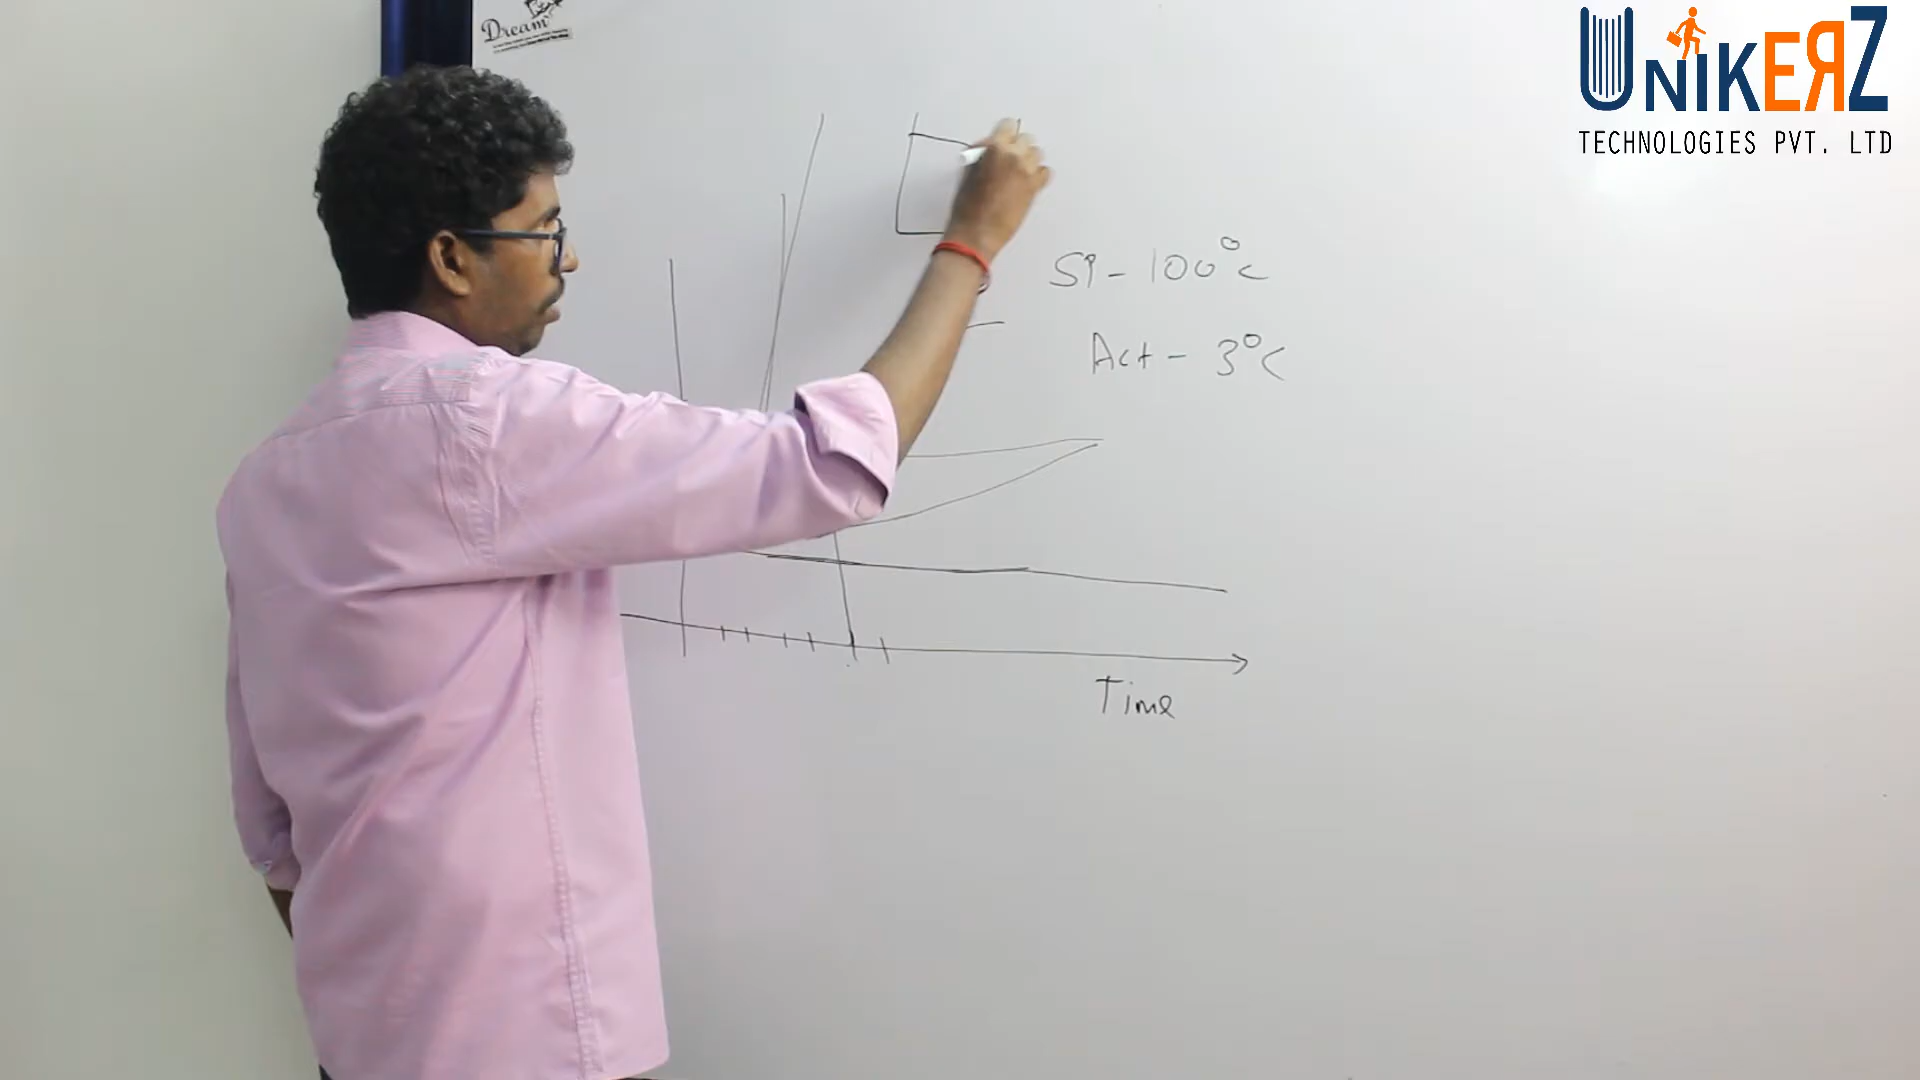 Dream
UNIKERZ
TECHNOLOGIES PVT. LTD
SP - 100°C
Act - 3°C
Time